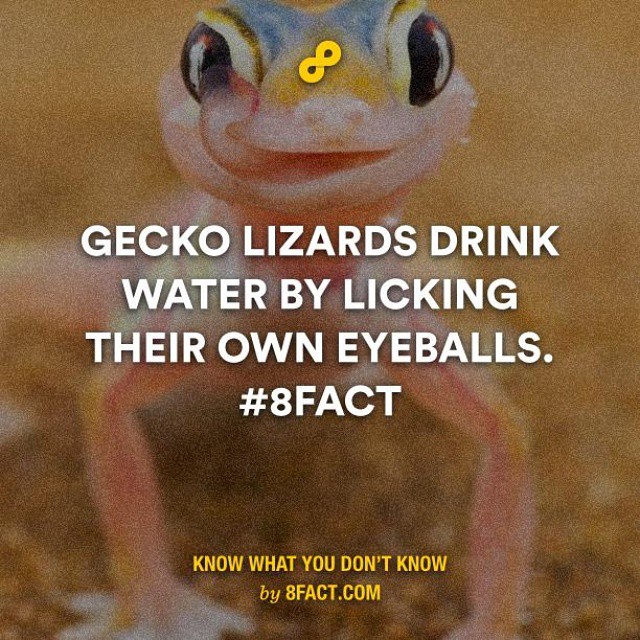 GECKO LIZARDS DRINK
WATER BY LICKING
THEIR OWN EYEBALLS.
#8FACT
KNOW WHAT YOU DON'T KNOW
by 8FACT.COM